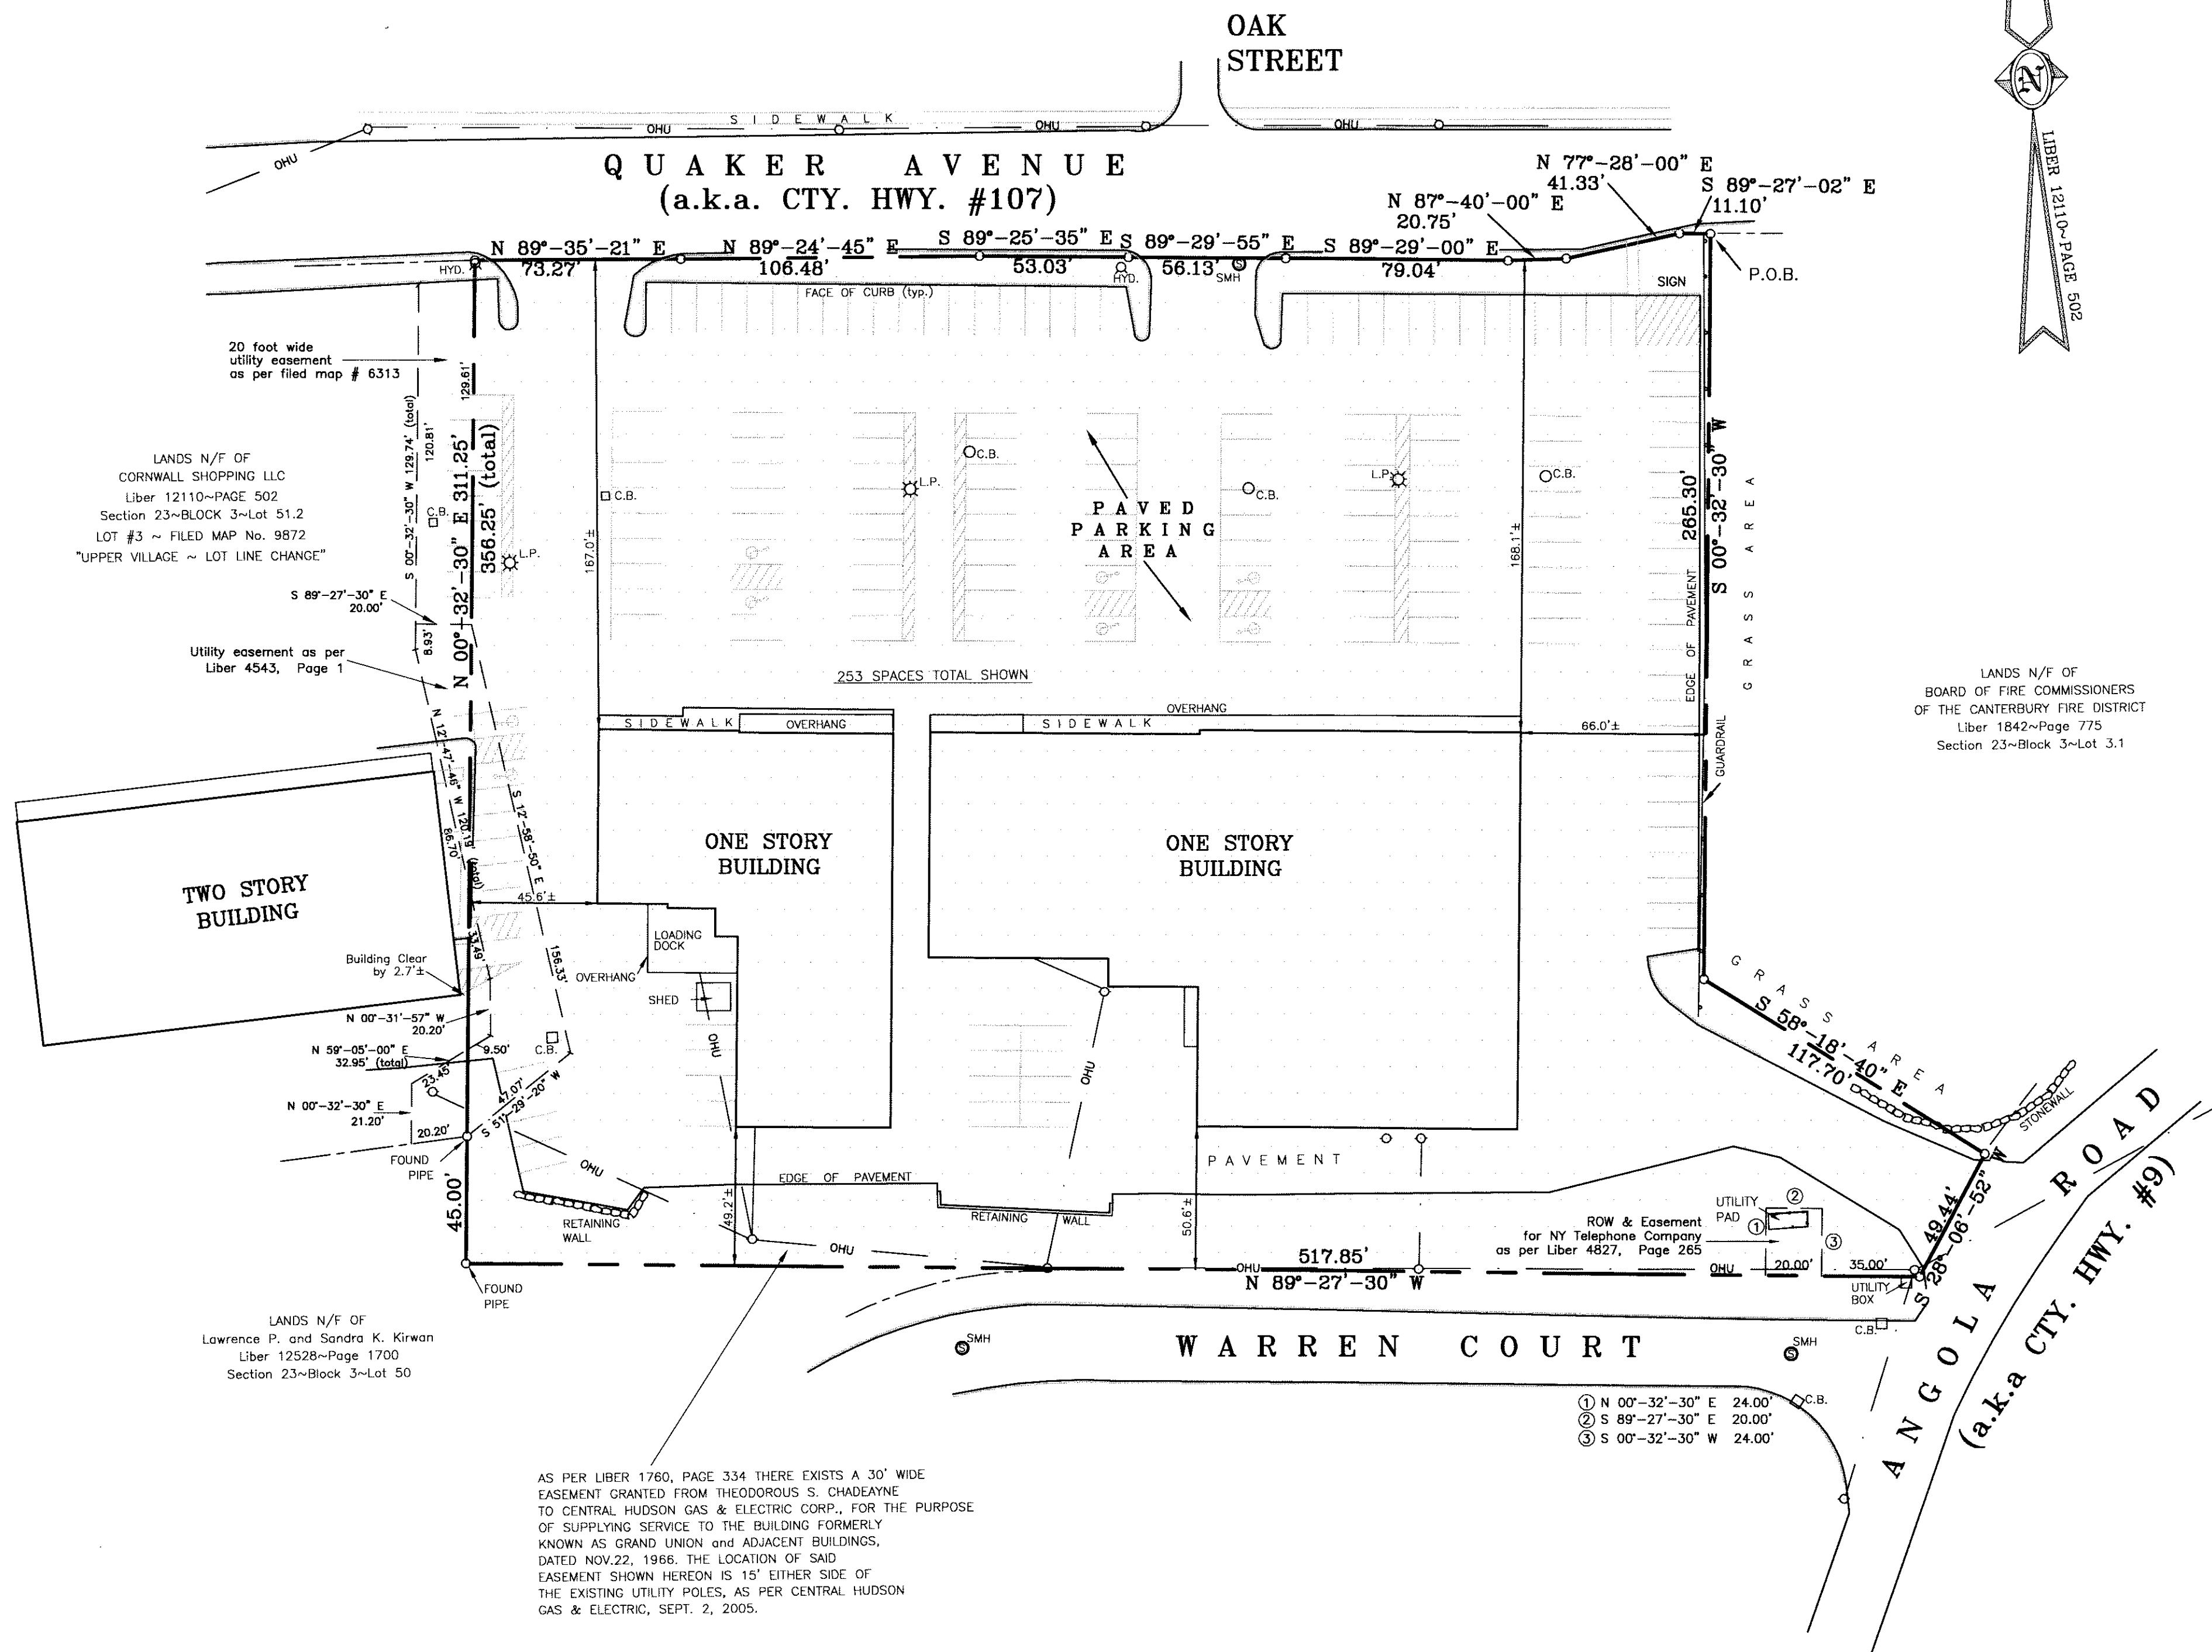 OAK
STREET
N
LIBER 12110~PAGE 502
SIDEWALK
OHU
OHU
OHU
OHU
QUAKER AVENUE
(a.k.a. CTY. HWY. #107)
N 77°-28'-00" E
41.33'
S 89°-27'-02" E
11.10'
N 87°-40'-00" E
20.75'
N 89°-35'-21" E
73.27'
N 89°-24'-45" E
106.48'
S 89°-25'-35" E
53.03'
S 89°-29'-55" E
56.13'
S 89°-29'-00" E
79.04'
HYD.
HYD.
SMH
FACE OF CURB (typ.)
SIGN
P.O.B.
20 foot wide
utility easement
as per filed map # 6313
129.61'
S 00°-32'-30" W 129.74' (total)
120.81'
N 00°-32'-30" E 311.25'
356.25' (total)
LANDS N/F OF
CORNWALL SHOPPING LLC
Liber 12110~PAGE 502
Section 23~BLOCK 3~Lot 51.2
LOT #3 ~ FILED MAP No. 9872
"UPPER VILLAGE ~ LOT LINE CHANGE"
C.B.
C.B.
L.P.
L.P.
C.B.
C.B.
L.P.
C.B.
PAVED
PARKING
AREA
167.0'±
168.1'±
265.30'
S 00°-32'-30" W
EDGE OF PAVEMENT
GRASS AREA
S 89°-27'-30" E
20.00'
8.93'
Utility easement as per
Liber 4543, Page 1
253 SPACES TOTAL SHOWN
LANDS N/F OF
BOARD OF FIRE COMMISSIONERS
OF THE CANTERBURY FIRE DISTRICT
Liber 1842~Page 775
Section 23~Block 3~Lot 3.1
SIDEWALK
OVERHANG
SIDEWALK
OVERHANG
66.0'±
GUARDRAIL
N 12°-47'-46" W 120.19' (total)
86.70'
33.49'
S 12°-58'-50" E
156.33'
TWO STORY
BUILDING
ONE STORY
BUILDING
ONE STORY
BUILDING
45.6'±
LOADING
DOCK
OVERHANG
SHED
OHU
OHU
Building Clear
by 2.7'±
N 00°-31'-57" W
20.20'
N 59°-05'-00" E
32.95' (total)
9.50'
23.45'
C.B.
47.07'
S 51°-29'-20" W
N 00°-32'-30" E
21.20'
20.20'
FOUND
PIPE
45.00'
OHU
GRASS AREA
S 58°-18'-40" E
117.70'
STONEWALL
EDGE OF PAVEMENT
PAVEMENT
49.2'±
50.6'±
RETAINING
WALL
RETAINING WALL
OHU
FOUND
PIPE
OHU
517.85'
N 89°-27'-30" W
ROW & Easement
for NY Telephone Company
as per Liber 4827, Page 265
UTILITY
PAD
1
2
3
OHU
20.00'
35.00'
UTILITY
BOX
49.44'
S 28°-06'-52" W
ANGOLA ROAD
(a.k.a CTY. HWY. #9)
LANDS N/F OF
Lawrence P. and Sandra K. Kirwan
Liber 12528~Page 1700
Section 23~Block 3~Lot 50
SMH
WARREN COURT
SMH
C.B.
C.B.
1 N 00°-32'-30" E 24.00'
2 S 89°-27'-30" E 20.00'
3 S 00°-32'-30" W 24.00'
AS PER LIBER 1760, PAGE 334 THERE EXISTS A 30' WIDE
EASEMENT GRANTED FROM THEODOROUS S. CHADEAYNE
TO CENTRAL HUDSON GAS & ELECTRIC CORP., FOR THE PURPOSE
OF SUPPLYING SERVICE TO THE BUILDING FORMERLY
KNOWN AS GRAND UNION and ADJACENT BUILDINGS,
DATED NOV.22, 1966. THE LOCATION OF SAID
EASEMENT SHOWN HEREON IS 15' EITHER SIDE OF
THE EXISTING UTILITY POLES, AS PER CENTRAL HUDSON
GAS & ELECTRIC, SEPT. 2, 2005.